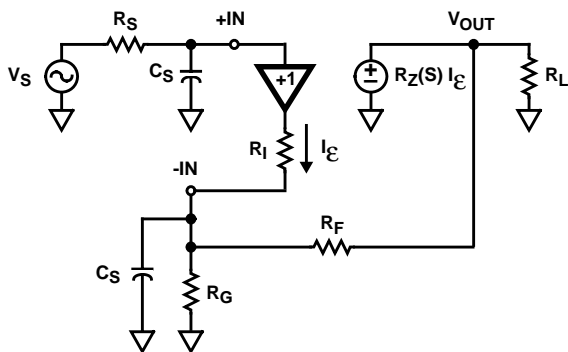 RS
+IN
VOUT
VS
CS
+1
RZ(S) Iε
RL
RI
Iε
-IN
RF
CS
RG